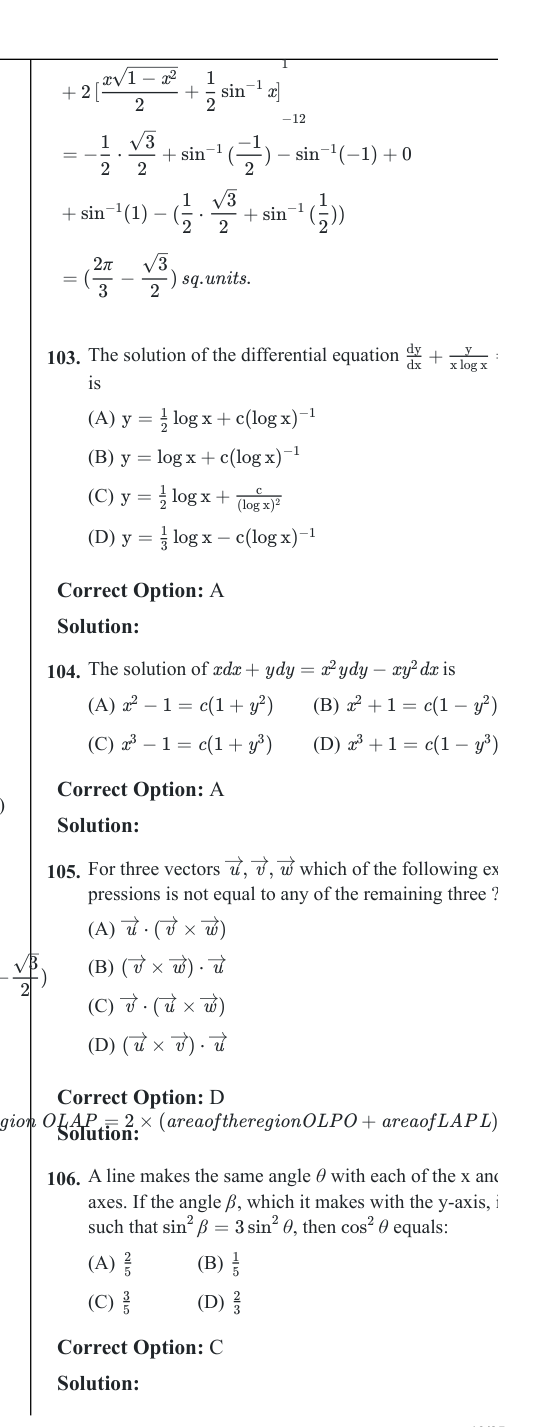 + 2 [x√(1 − x²)/2 + 1/2 sin⁻¹ x]¹₋₁₂
= −1/2 · √3/2 + sin⁻¹ (−1/2) − sin⁻¹(−1) + 0
+ sin⁻¹(1) − (1/2 · √3/2 + sin⁻¹ (1/2))
= (2π/3 − √3/2) sq.units.
103. The solution of the differential equation dy/dx + y/(x log x) =
is
(A) y = 1/2 log x + c(log x)⁻¹
(B) y = log x + c(log x)⁻¹
(C) y = 1/2 log x + c/(log x)²
(D) y = 1/3 log x − c(log x)⁻¹
Correct Option: A
Solution:
104. The solution of xdx + ydy = x²ydy − xy²dx is
(A) x² − 1 = c(1 + y²) (B) x² + 1 = c(1 − y²)
(C) x³ − 1 = c(1 + y³) (D) x³ + 1 = c(1 − y³)
Correct Option: A
)
Solution:
105. For three vectors u⃗, v⃗, w⃗ which of the following ex
pressions is not equal to any of the remaining three ?
(A) u⃗ · (v⃗ × w⃗)
(B) (v⃗ × w⃗) · u⃗
− √3/2)
(C) v⃗ · (u⃗ × w⃗)
(D) (u⃗ × v⃗) · u⃗
Correct Option: D
gion OLAP = 2 × (areaoftheregionOLPO + areaofLAPL)
Solution:
106. A line makes the same angle θ with each of the x and
axes. If the angle β, which it makes with the y-axis, i
such that sin² β = 3 sin² θ, then cos² θ equals:
(A) 2/5 (B) 1/5
(C) 3/5 (D) 2/3
Correct Option: C
Solution: